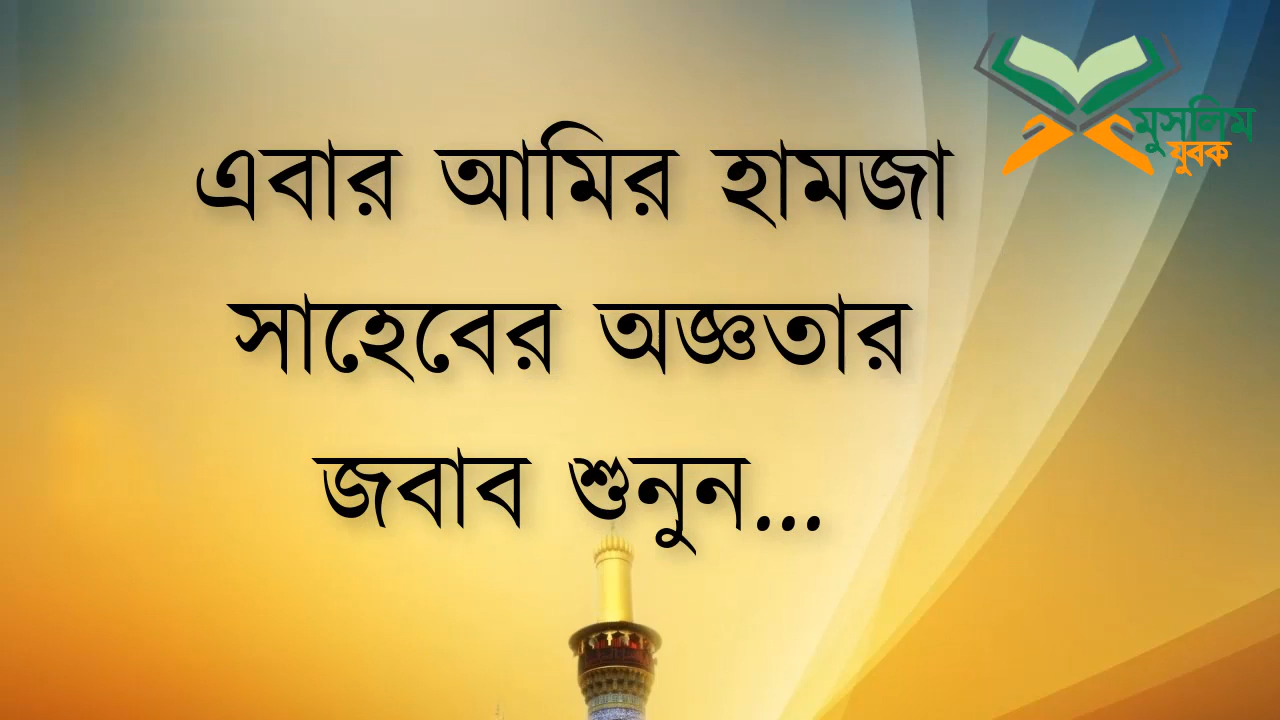 মুসলিম
যুবক
এবার আমির হামজা
সাহেবের অজ্ঞতার
জবাব শুনুন...